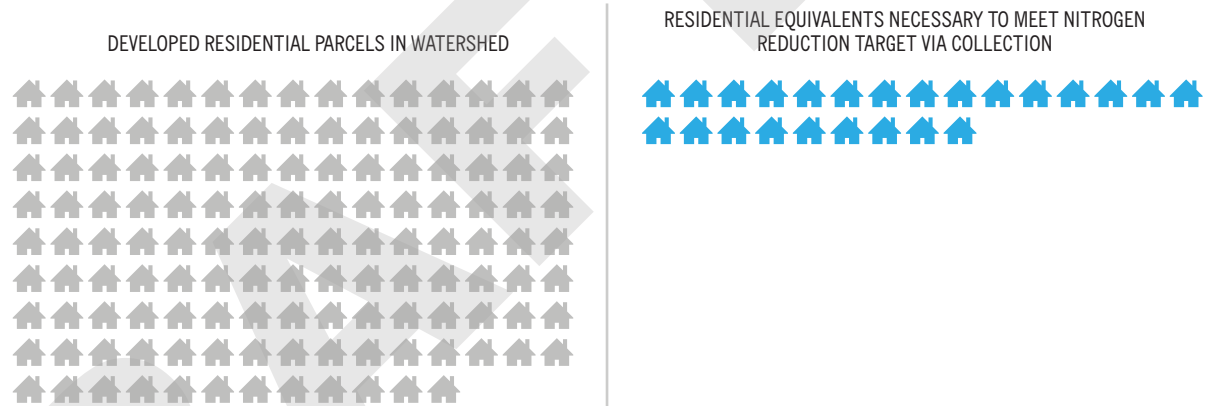 DEVELOPED RESIDENTIAL PARCELS IN WATERSHED
RESIDENTIAL EQUIVALENTS NECESSARY TO MEET NITROGEN
REDUCTION TARGET VIA COLLECTION